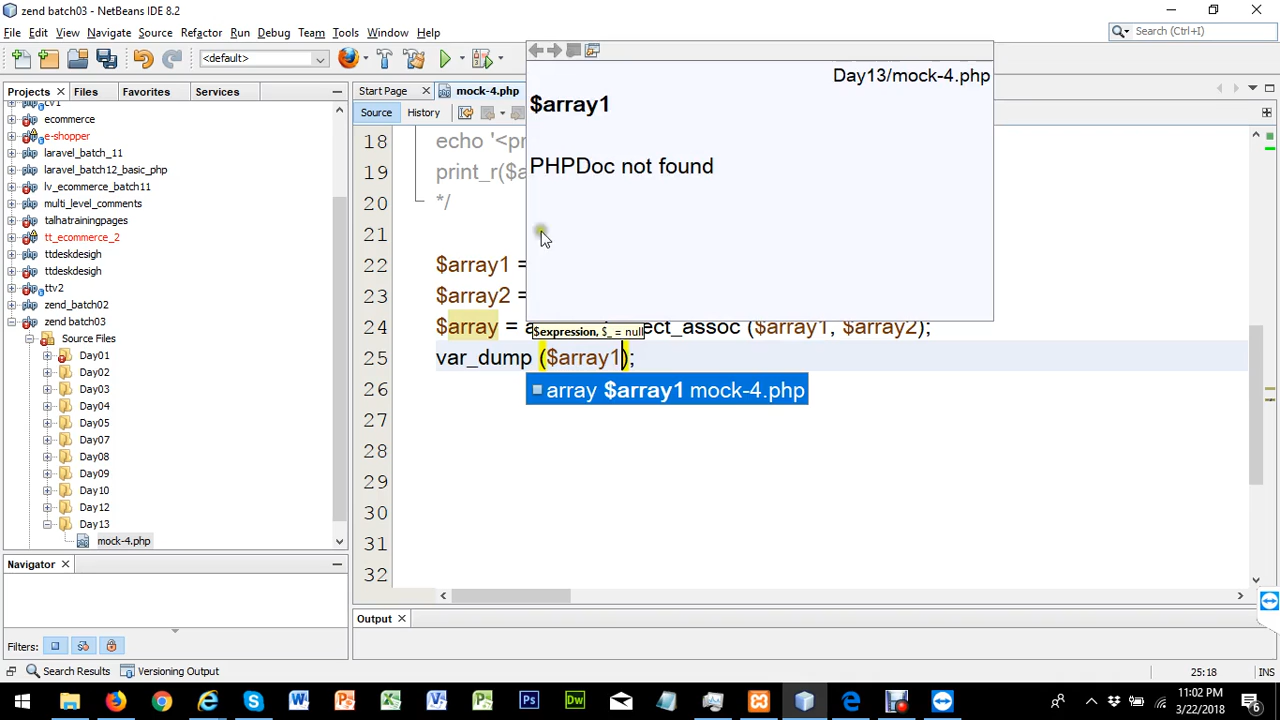 zend batch03 - NetBeans IDE 8.2
File Edit View Navigate Source Refactor Run Debug Team Tools Window Help
Search (Ctrl+I)
<default>
Projects Files Favorites Services
Start Page mock-4.php
Source History
cv1
ecommerce
e-shopper
laravel_batch_11
laravel_batch12_basic_php
lv_ecommerce_batch11
multi_level_comments
talhatrainingpages
tt_ecommerce_2
ttdeskdesigh
ttdeskdesigh
ttv2
zend_batch02
zend batch03
Source Files
Day01
Day02
Day03
Day04
Day05
Day07
Day08
Day09
Day10
Day12
Day13
mock-4.php
Day13/mock-4.php
$array1
PHPDoc not found
18 echo '<pr
19 print_r($a
20 */
21
22 $array1 =
23 $array2 =
$expression, $_ = null
24 $array = a ect_assoc ($array1, $array2);
25 var_dump ($array1);
26
array $array1 mock-4.php
27
28
29
30
31
32
Navigator
Filters:
Output
Search Results Versioning Output
25:18 INS
11:02 PM
3/22/2018